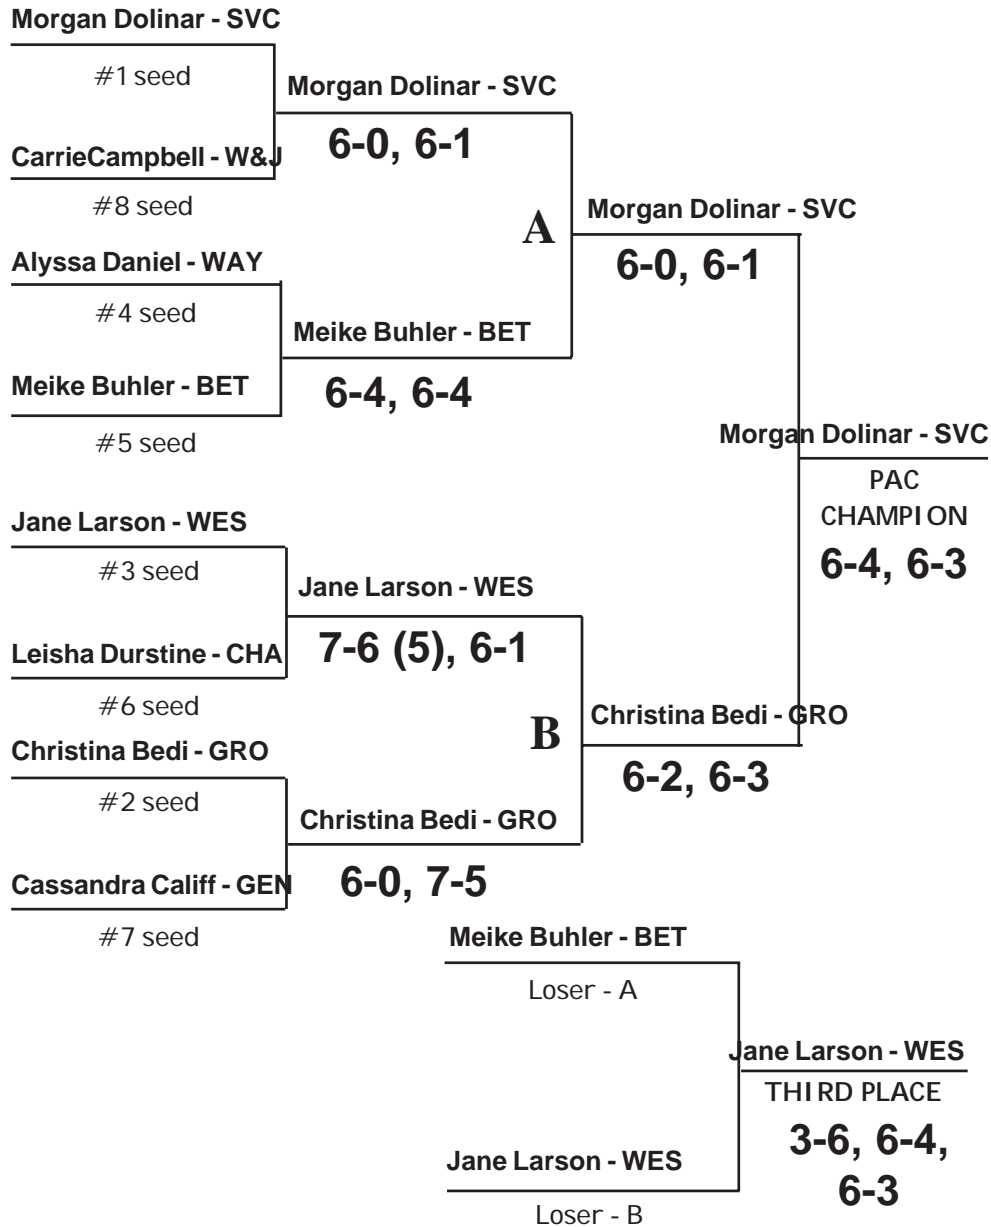 Morgan Dolinar - SVC
#1 seed
Morgan Dolinar - SVC
6-0, 6-1
CarrieCampbell - W&J
#8 seed
A
Morgan Dolinar - SVC
6-0, 6-1
Alyssa Daniel - WAY
#4 seed
Meike Buhler - BET
6-4, 6-4
Meike Buhler - BET
#5 seed
Morgan Dolinar - SVC
PAC
CHAMPION
6-4, 6-3
Jane Larson - WES
#3 seed
Jane Larson - WES
7-6 (5), 6-1
Leisha Durstine - CHA
#6 seed
B
Christina Bedi - GRO
6-2, 6-3
Christina Bedi - GRO
#2 seed
Christina Bedi - GRO
6-0, 7-5
Cassandra Califf - GEN
#7 seed
Meike Buhler - BET
Loser - A
Jane Larson - WES
THIRD PLACE
3-6, 6-4,
6-3
Jane Larson - WES
Loser - B